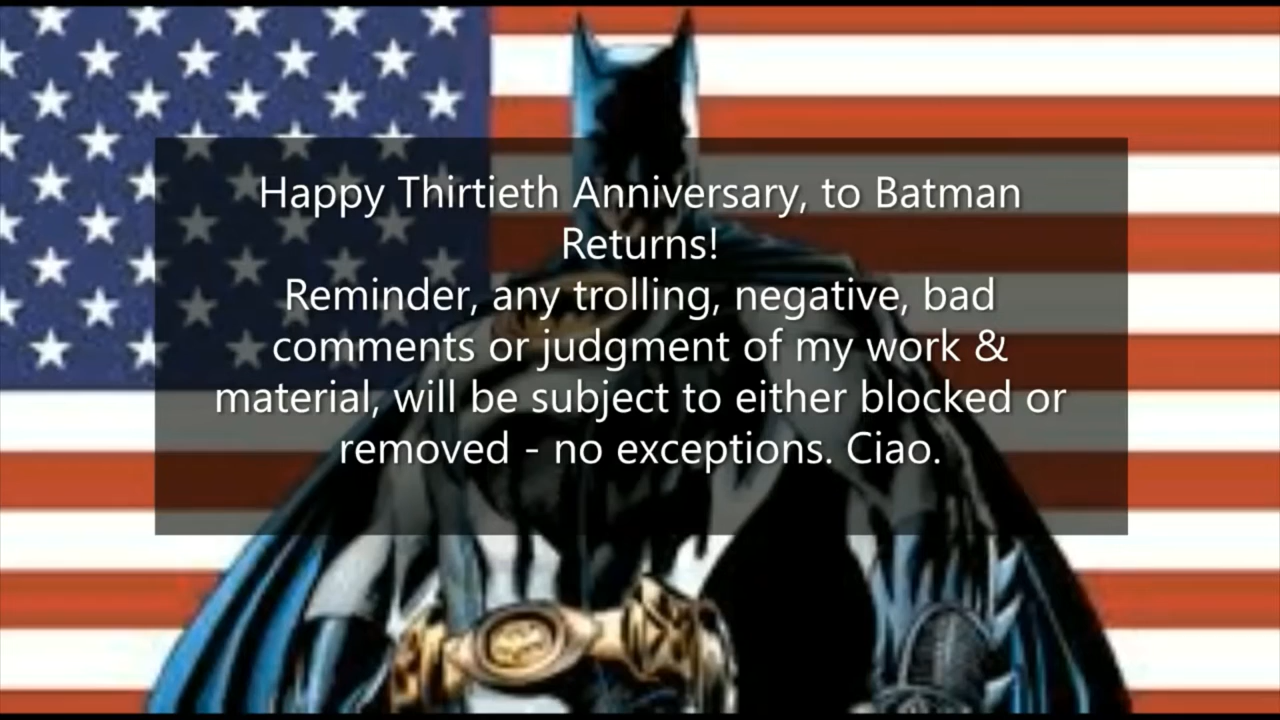 Happy Thirtieth Anniversary, to Batman
Returns!
Reminder, any trolling, negative, bad
comments or judgment of my work &
material, will be subject to either blocked or
removed - no exceptions. Ciao.